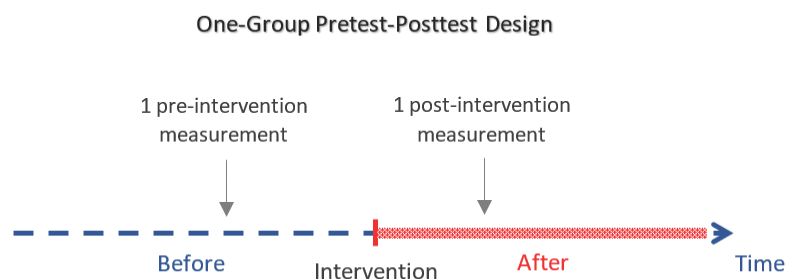 One-Group Pretest-Posttest Design
1 pre-intervention
measurement
1 post-intervention
measurement
Before
Intervention
After
Time